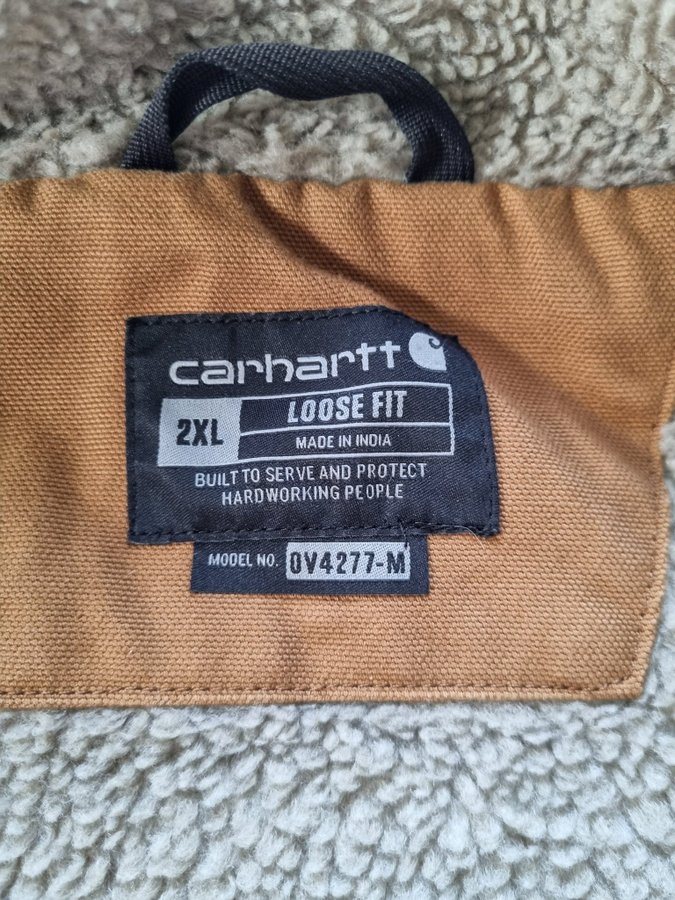 carhartt
2XL
LOOSE FIT
MADE IN INDIA
BUILT TO SERVE AND PROTECT
HARDWORKING PEOPLE
MODEL NO. OV4277-M